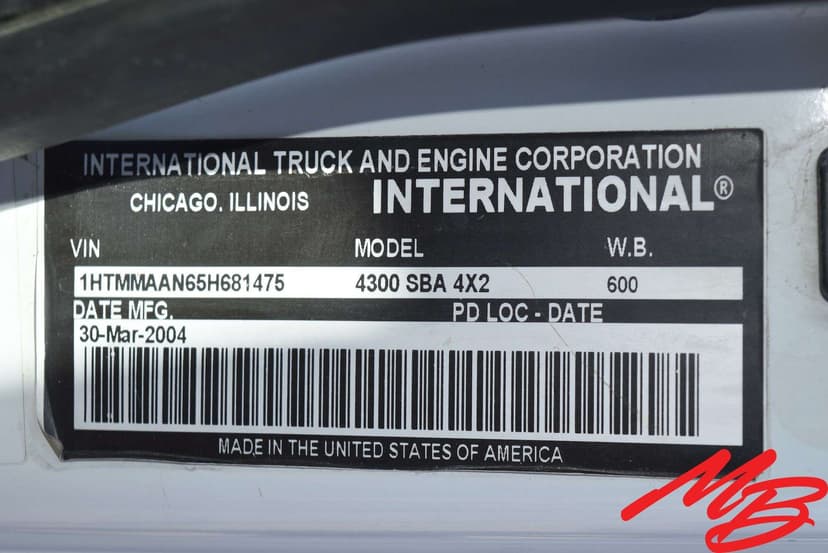 INTERNATIONAL TRUCK AND ENGINE CORPORATION
CHICAGO, ILLINOIS INTERNATIONAL®
VIN MODEL W.B.
1HTMMAAN65H681475 4300 SBA 4X2 600
DATE MFG. PD LOC - DATE
30-Mar-2004
MADE IN THE UNITED STATES OF AMERICA
MB